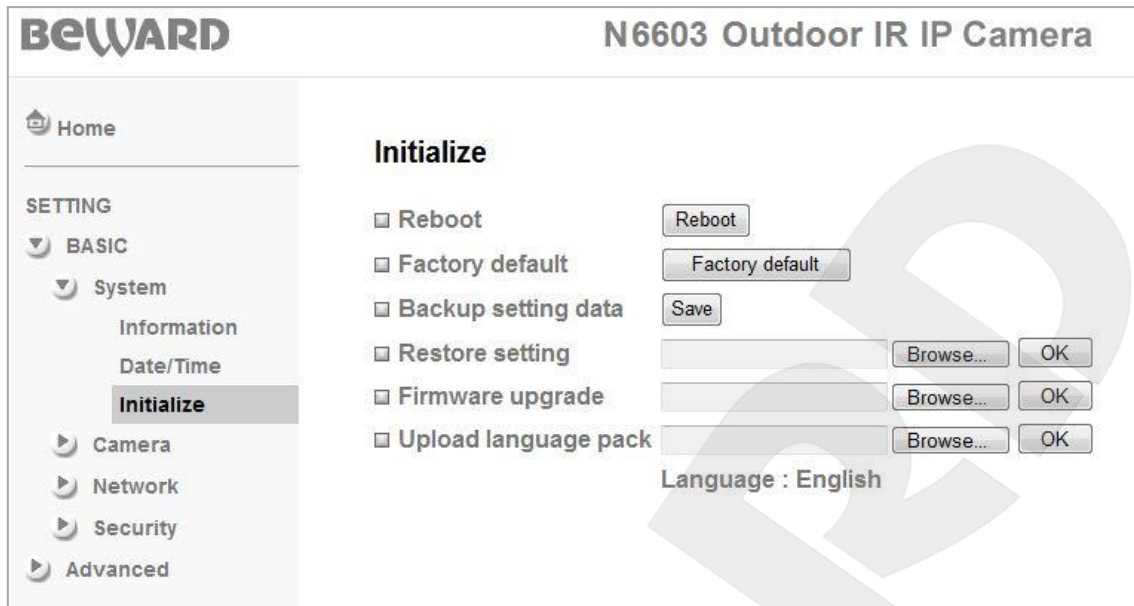 BEWARD
N6603 Outdoor IR IP Camera
Home
SETTING
BASIC
System
Information
Date/Time
Initialize
Camera
Network
Security
Advanced
Initialize
Reboot Reboot
Factory default Factory default
Backup setting data Save
Restore setting Browse... OK
Firmware upgrade Browse... OK
Upload language pack Browse... OK
Language : English